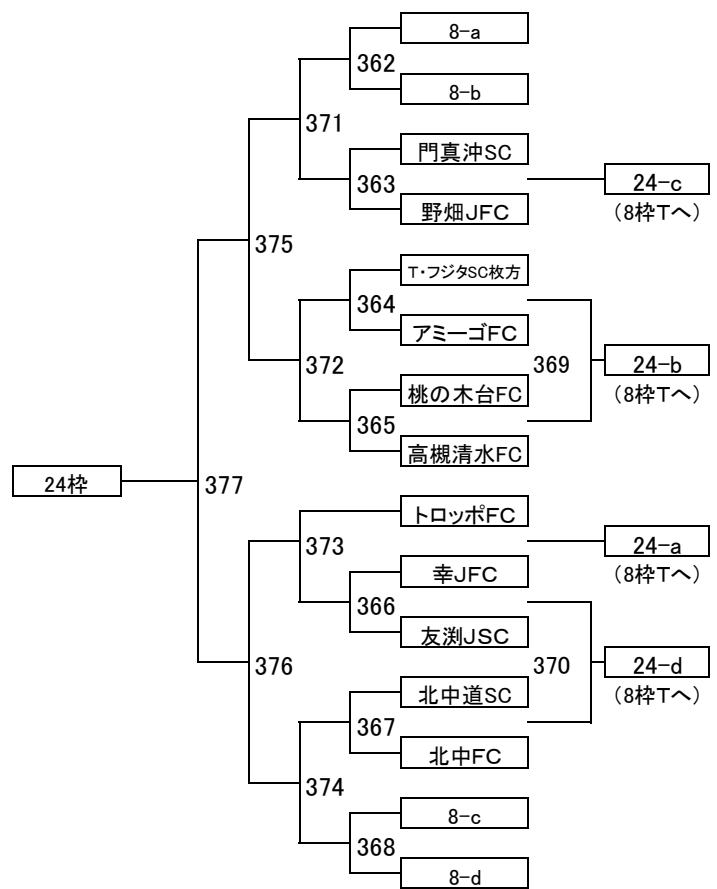 8-a
362
8-b
371
門真沖SC
363
24-c
野畑JFC
(8枠Tへ)
375
T・フジタSC枚方
364
アミーゴFC
372
369
24-b
桃の木台FC
(8枠Tへ)
365
高槻清水FC
24枠
377
トロッポFC
373
24-a
幸JFC
(8枠Tへ)
366
友渕JSC
376
370
24-d
北中道SC
(8枠Tへ)
367
北中FC
374
8-c
368
8-d